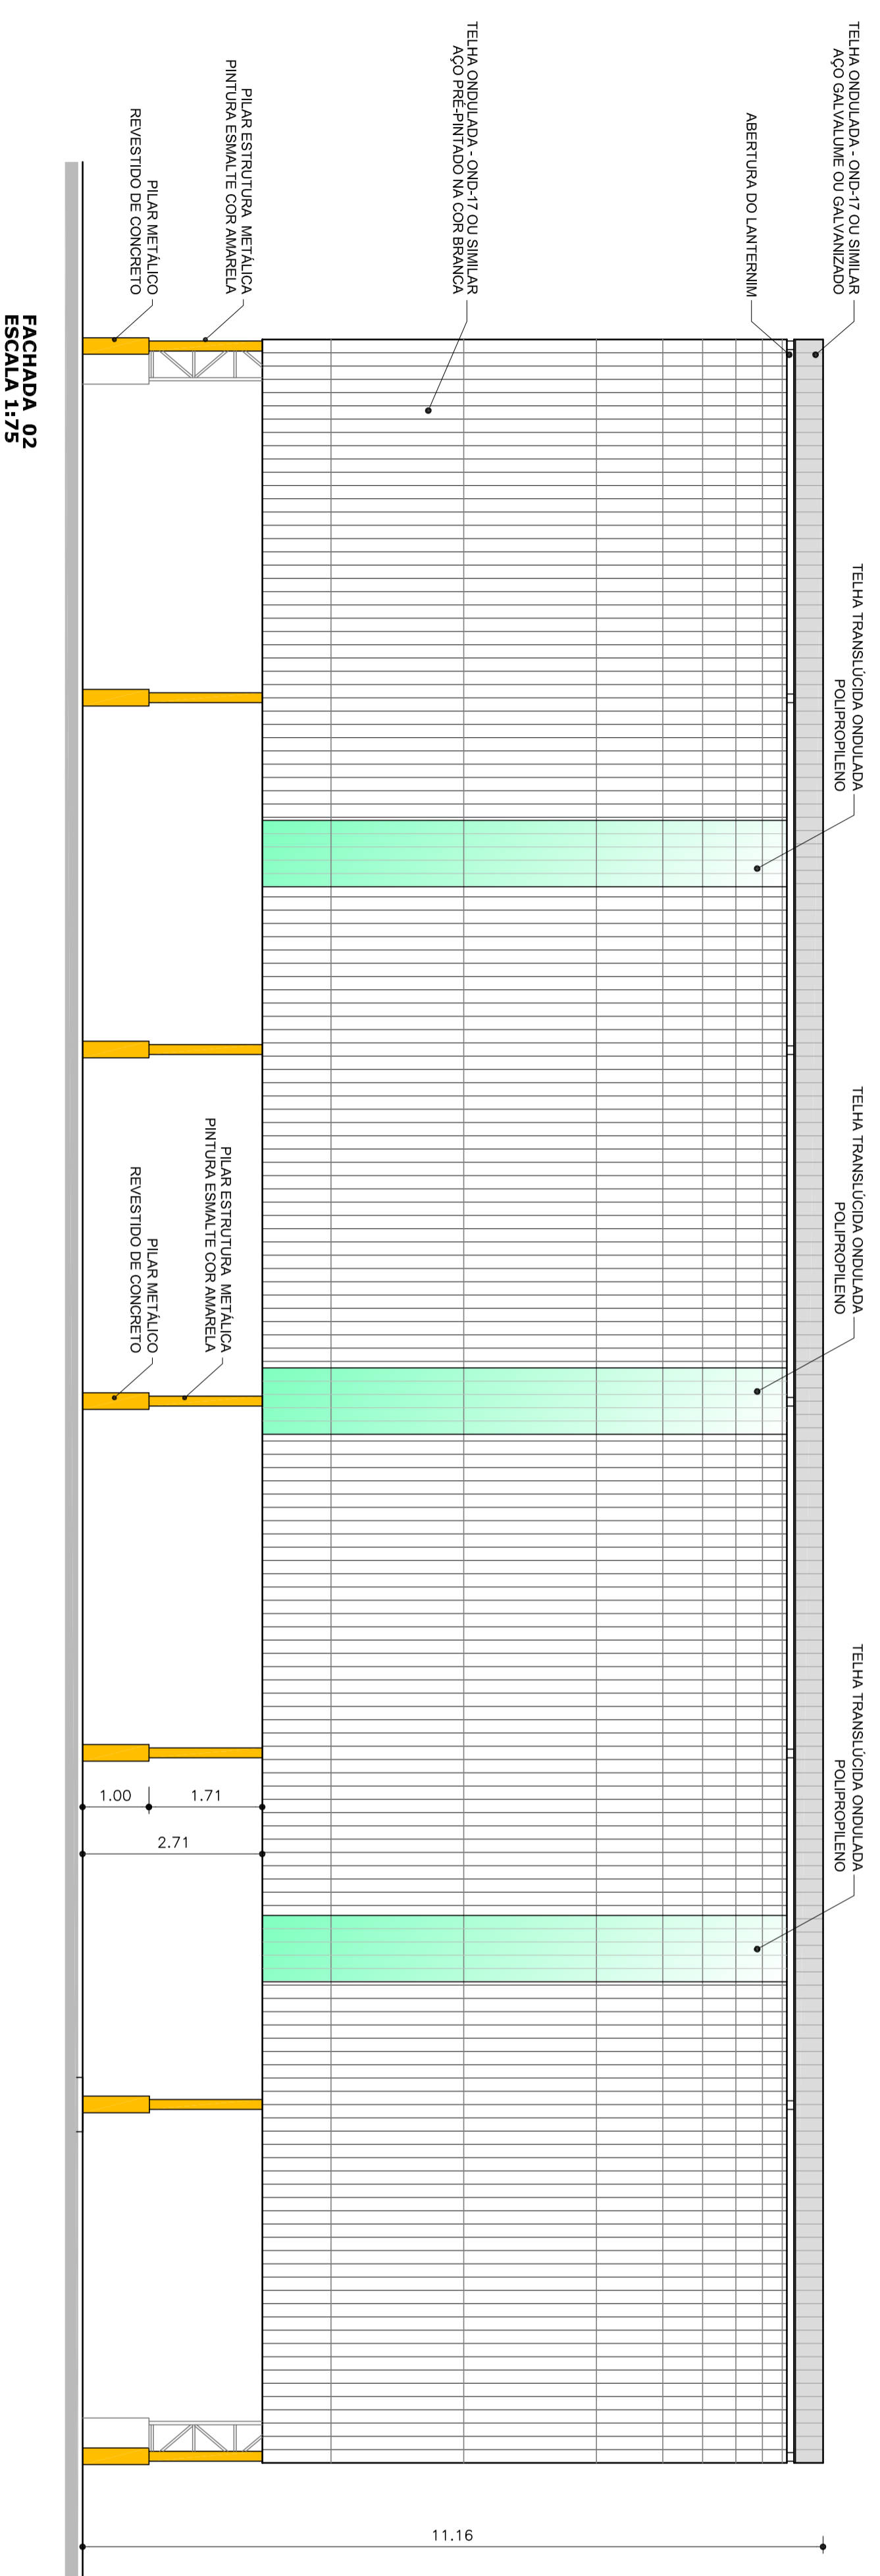 TELHA ONDULADA - OND-17 OU SIMILAR
AÇO GALVALUME OU GALVANIZADO
ABERTURA DO LANTERNIM
TELHA ONDULADA - OND-17 OU SIMILAR
AÇO PRÉ-PINTADO NA COR BRANCA
PILAR ESTRUTURA METÁLICA
PINTURA ESMALTE COR AMARELA
PILAR METÁLICO
REVESTIDO DE CONCRETO
TELHA TRANSLÚCIDA ONDULADA
POLIPROPILENO
TELHA TRANSLÚCIDA ONDULADA
POLIPROPILENO
TELHA TRANSLÚCIDA ONDULADA
POLIPROPILENO
PILAR ESTRUTURA METÁLICA
PINTURA ESMALTE COR AMARELA
PILAR METÁLICO
REVESTIDO DE CONCRETO
1.71
1.00
2.71
11.16
FACHADA 02
ESCALA 1:75